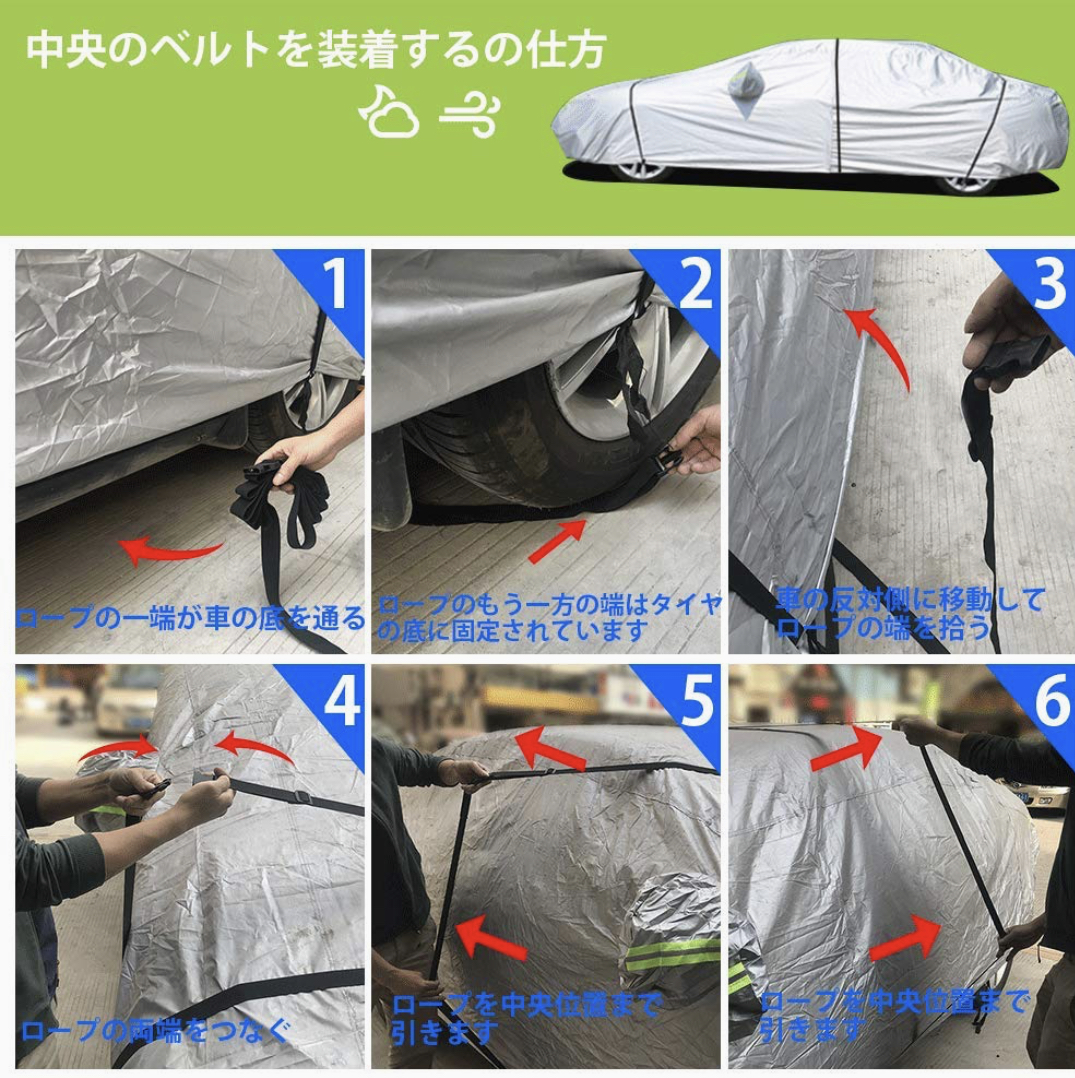 中央のベルトを装着するの仕方
1
ロープの一端が車の底を通る
2
ロープのもう一方の端はタイヤ
の底に固定されています
3
車の反対側に移動して
ロープの端を拾う
4
ロープの両端をつなぐ
5
ロープを中央位置まで
引きます
6
ロープを中央位置まで
引きます